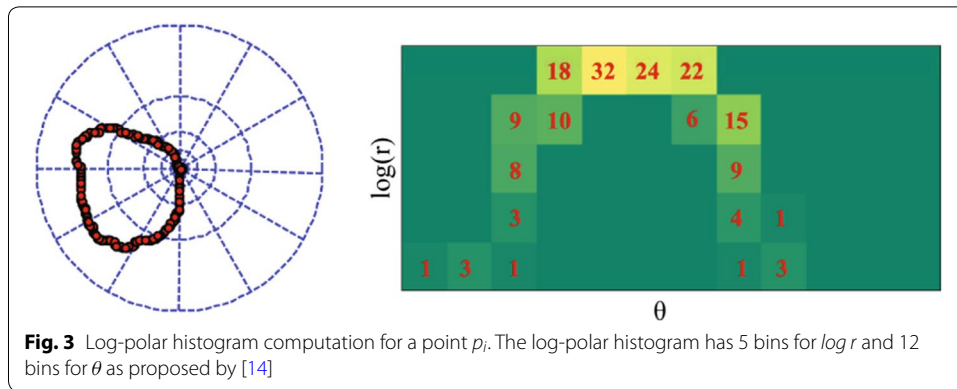 18 32 24 22
9 10 6 15
8 9
3 4 1
1 3 1 1 3
log(r)
θ
Fig. 3 Log-polar histogram computation for a point pᵢ. The log-polar histogram has 5 bins for log r and 12
bins for θ as proposed by [14]